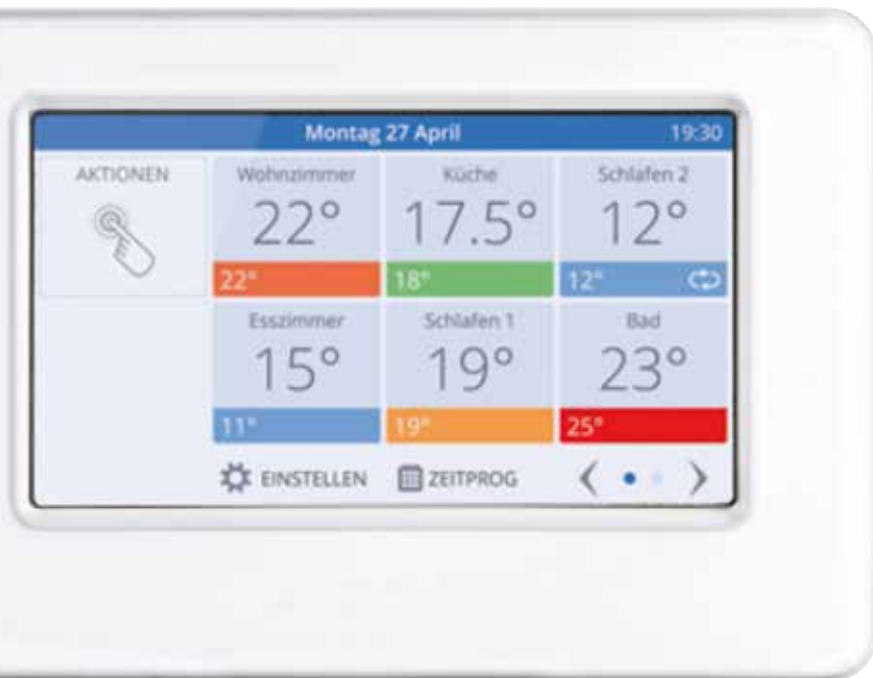 Montag 27 April 19:30
AKTIONEN
Wohnzimmer
22°
22°
Küche
17.5°
18°
Schlafen 2
12°
12°
Esszimmer
15°
11°
Schlafen 1
19°
19°
Bad
23°
25°
EINSTELLEN ZEITPROG